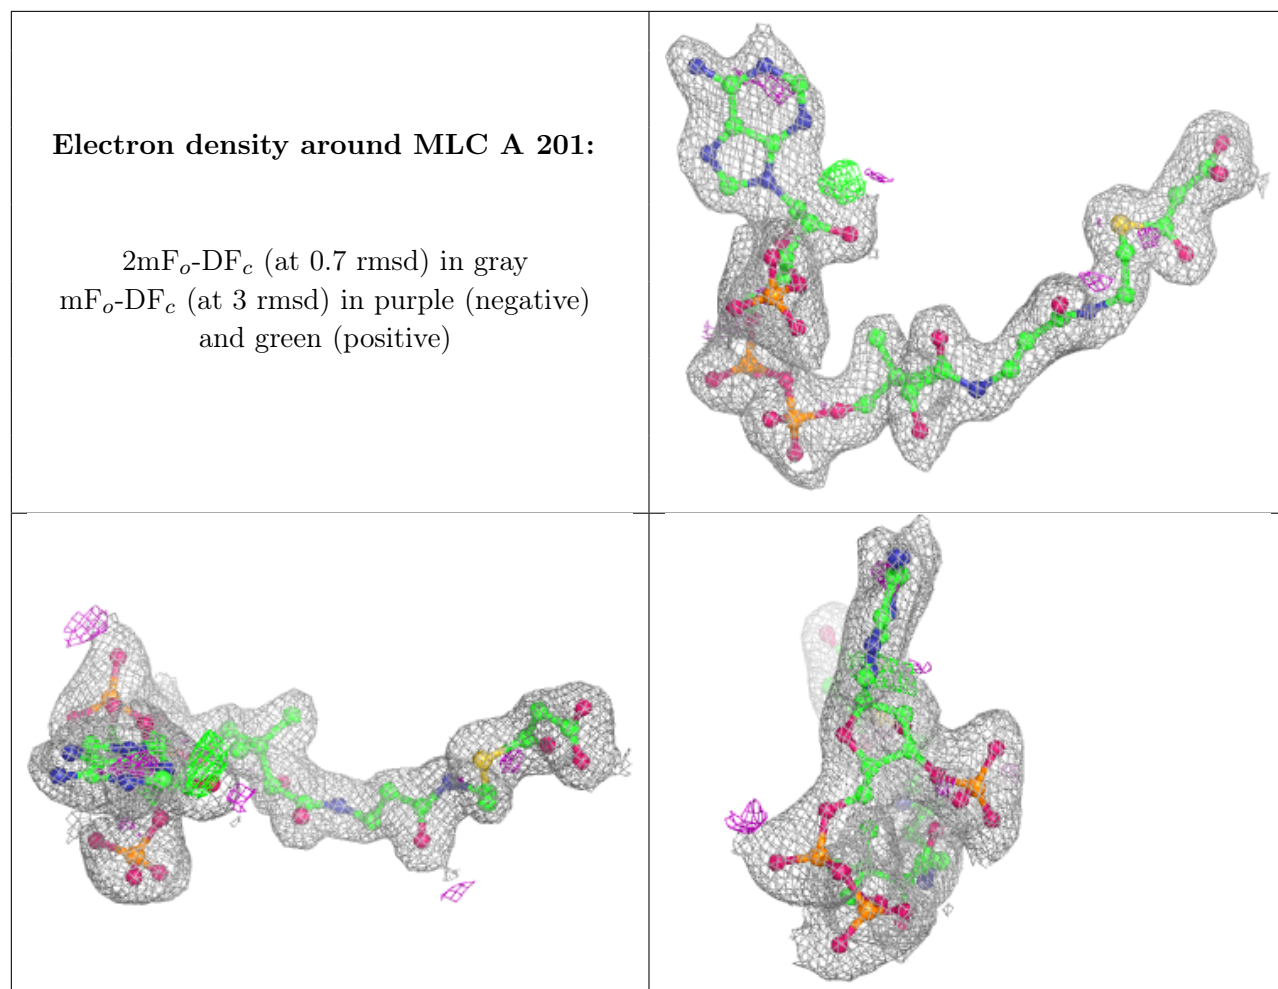 Electron density around MLC A 201:
2mFo-DFc (at 0.7 rmsd) in gray
mFo-DFc (at 3 rmsd) in purple (negative)
and green (positive)